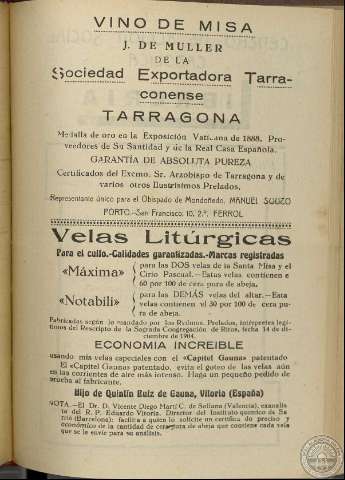 VINO DE MISA
J. DE MULLER
DE LA
Sociedad Exportadora Tarra-
conense
TARRAGONA
Medalla de oro en la Exposición Vaticana de 1888. Pro-
veedores de Su Santidad y de la Real Casa Española.
GARANTÍA DE ABSOLUTA PUREZA
Certificados del Excmo. Sr. Arzobispo de Tarragona y de
varios otros Ilustrísimos Prelados.
Representante único para el Obispado de Mondoñedo, MANUEL SOUZO
PORTO.-San Francisco, 10, 2.º, FERROL
Velas Litúrgicas
Para el culto.-Calidades garantizadas.-Marcas registradas
«Máxima» para las DOS velas de la Santa Misa y el
Cirio Pascual.—Estas velas contienen e
60 por 100 de cera pura de abeja.
«Notabili» para las DEMÁS velas del altar.—Estas
velas contienen el 30 por 100 de cera pu-
ra de abeja.
Fabricadas según lo mandado por los Rvdmos. Prelados, intérpretes legí-
timos del Rescripto de la Sagrada Congregación de Ritos, fecha 14 de di-
ciembre de 1904.
ECONOMIA INCREIBLE
usando mis velas especiales con el «Capitel Gauna» patentado
El «Capitel Gauna» patentado, evita el goteo de las velas aún
en las corrientes de aire más intenso. Haga un pequeño pedido de
prueba al fabricante.
Hijo de Quintín Ruiz de Gauna, Vitoria (España)
NOTA.—El Dr. D. Vicente Diego Martí C. de Sollana (Valencia), exanalis
ta del R. P. Eduardo Vitoria, Director del Instituto químico de Sa
rriá (Barcelona); facilita a quien lo solicite un certificado preciso y
económico de la cantidad de cera pura de abeja que contiene cada vela
que se le envíe para su análisis.